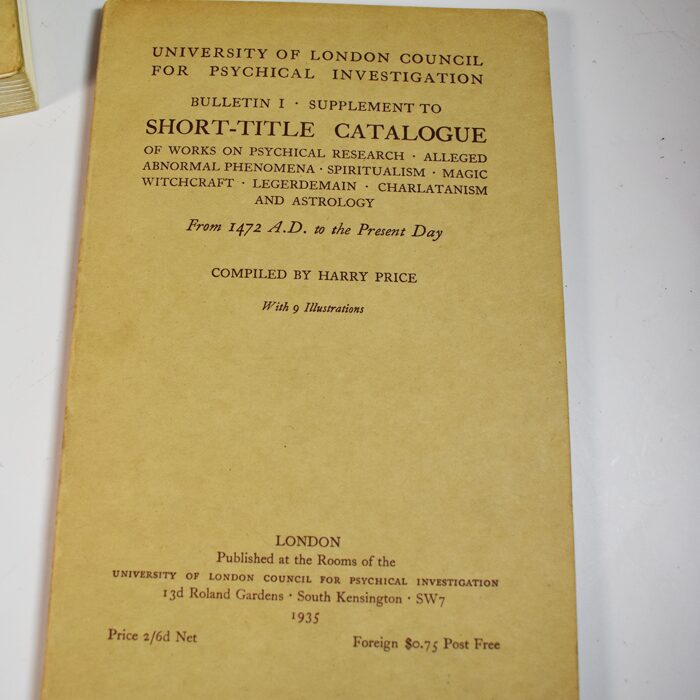 UNIVERSITY OF LONDON COUNCIL
FOR PSYCHICAL INVESTIGATION
BULLETIN I · SUPPLEMENT TO
SHORT-TITLE CATALOGUE
OF WORKS ON PSYCHICAL RESEARCH · ALLEGED
ABNORMAL PHENOMENA · SPIRITUALISM · MAGIC
WITCHCRAFT · LEGERDEMAIN · CHARLATANISM
AND ASTROLOGY
From 1472 A.D. to the Present Day
COMPILED BY HARRY PRICE
With 9 Illustrations
LONDON
Published at the Rooms of the
UNIVERSITY OF LONDON COUNCIL FOR PSYCHICAL INVESTIGATION
13d Roland Gardens · South Kensington · SW7
1935
Price 2/6d Net
Foreign $0.75 Post Free